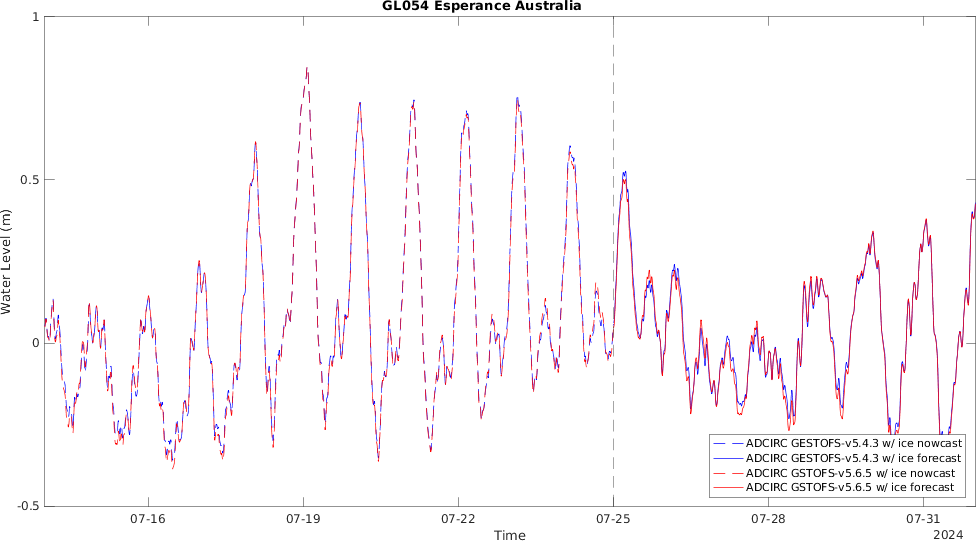 GL054 Esperance Australia
1
0.5
0
-0.5
Water Level (m)
07-16
07-19
07-22
07-25
07-28
07-31
Time
2024
ADCIRC GESTOFS-v5.4.3 w/ ice nowcast
ADCIRC GESTOFS-v5.4.3 w/ ice forecast
ADCIRC GSTOFS-v5.6.5 w/ ice nowcast
ADCIRC GSTOFS-v5.6.5 w/ ice forecast